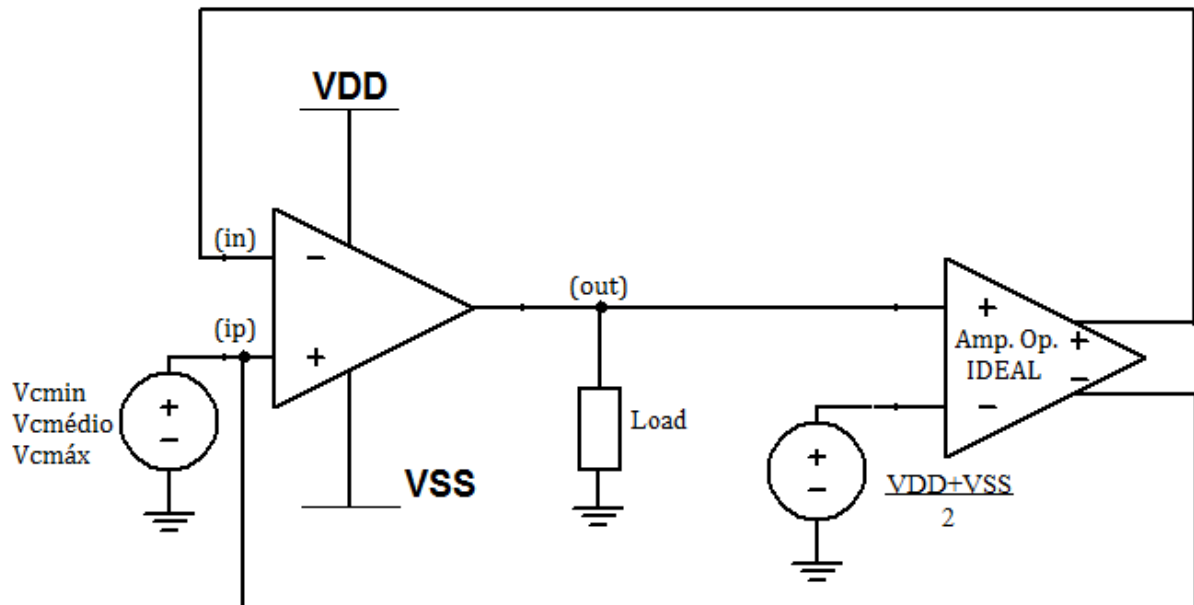 VDD
(in)
−
(out)
(ip)
+
+
Amp. Op.
IDEAL
+
−
−
Vcmin
Vcmédio
Vcmáx
+
−
Load
+
−
VDD+VSS
2
VSS